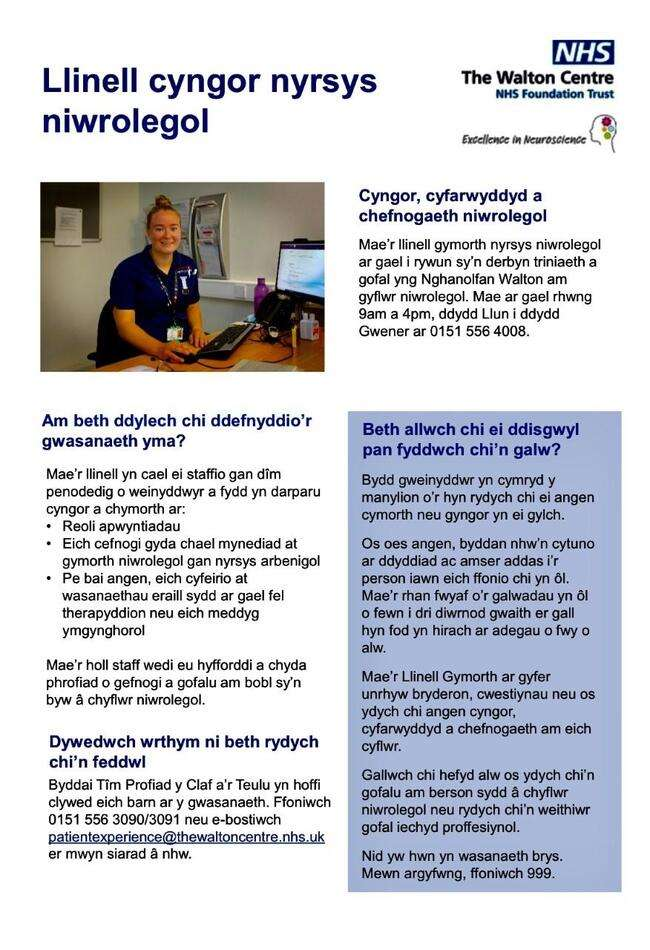 Llinell cyngor nyrsys
niwrolegol
NHS
The Walton Centre
NHS Foundation Trust
Excellence in Neuroscience
Cyngor, cyfarwyddyd a
chefnogaeth niwrolegol
Mae'r llinell gymorth nyrsys niwrolegol
ar gael i rywun sy'n derbyn triniaeth a
gofal yng Nghanolfan Walton am
gyflwr niwrolegol. Mae ar gael rhwng
9am a 4pm, ddydd Llun i ddydd
Gwener ar 0151 556 4008.
Am beth ddylech chi ddefnyddio'r
gwasanaeth yma?
Mae'r llinell yn cael ei staffio gan dîm
penodedig o weinyddwyr a fydd yn darparu
cyngor a chymorth ar:
• Reoli apwyntiadau
• Eich cefnogi gyda chael mynediad at
gymorth niwrolegol gan nyrsys arbenigol
• Pe bai angen, eich cyfeirio at
wasanaethau eraill sydd ar gael fel
therapyddion neu eich meddyg
ymgynghorol
Mae'r holl staff wedi eu hyfforddi a chyda
phrofiad o gefnogi a gofalu am bobl sy'n
byw â chyflwr niwrolegol.
Dywedwch wrthym ni beth rydych
chi'n feddwl
Byddai Tîm Profiad y Claf a'r Teulu yn hoffi
clywed eich barn ar y gwasanaeth. Ffoniwch
0151 556 3090/3091 neu e-bostiwch
patientexperience@thewaltoncentre.nhs.uk
er mwyn siarad â nhw.
Beth allwch chi ei ddisgwyl
pan fyddwch chi'n galw?
Bydd gweinyddwr yn cymryd y
manylion o'r hyn rydych chi ei angen
cymorth neu gyngor yn ei gylch.
Os oes angen, byddan nhw'n cytuno
ar ddyddiad ac amser addas i'r
person iawn eich ffonio chi yn ôl.
Mae'r rhan fwyaf o'r galwadau yn ôl
o fewn i dri diwrnod gwaith er gall
hyn fod yn hirach ar adegau o fwy o
alw.
Mae'r Llinell Gymorth ar gyfer
unrhyw bryderon, cwestiynau neu os
ydych chi angen cyngor,
cyfarwyddyd a chefnogaeth am eich
cyflwr.
Gallwch chi hefyd alw os ydych chi'n
gofalu am berson sydd â chyflwr
niwrolegol neu rydych chi'n weithiwr
gofal iechyd proffesiynol.
Nid yw hwn yn wasanaeth brys.
Mewn argyfwng, ffoniwch 999.